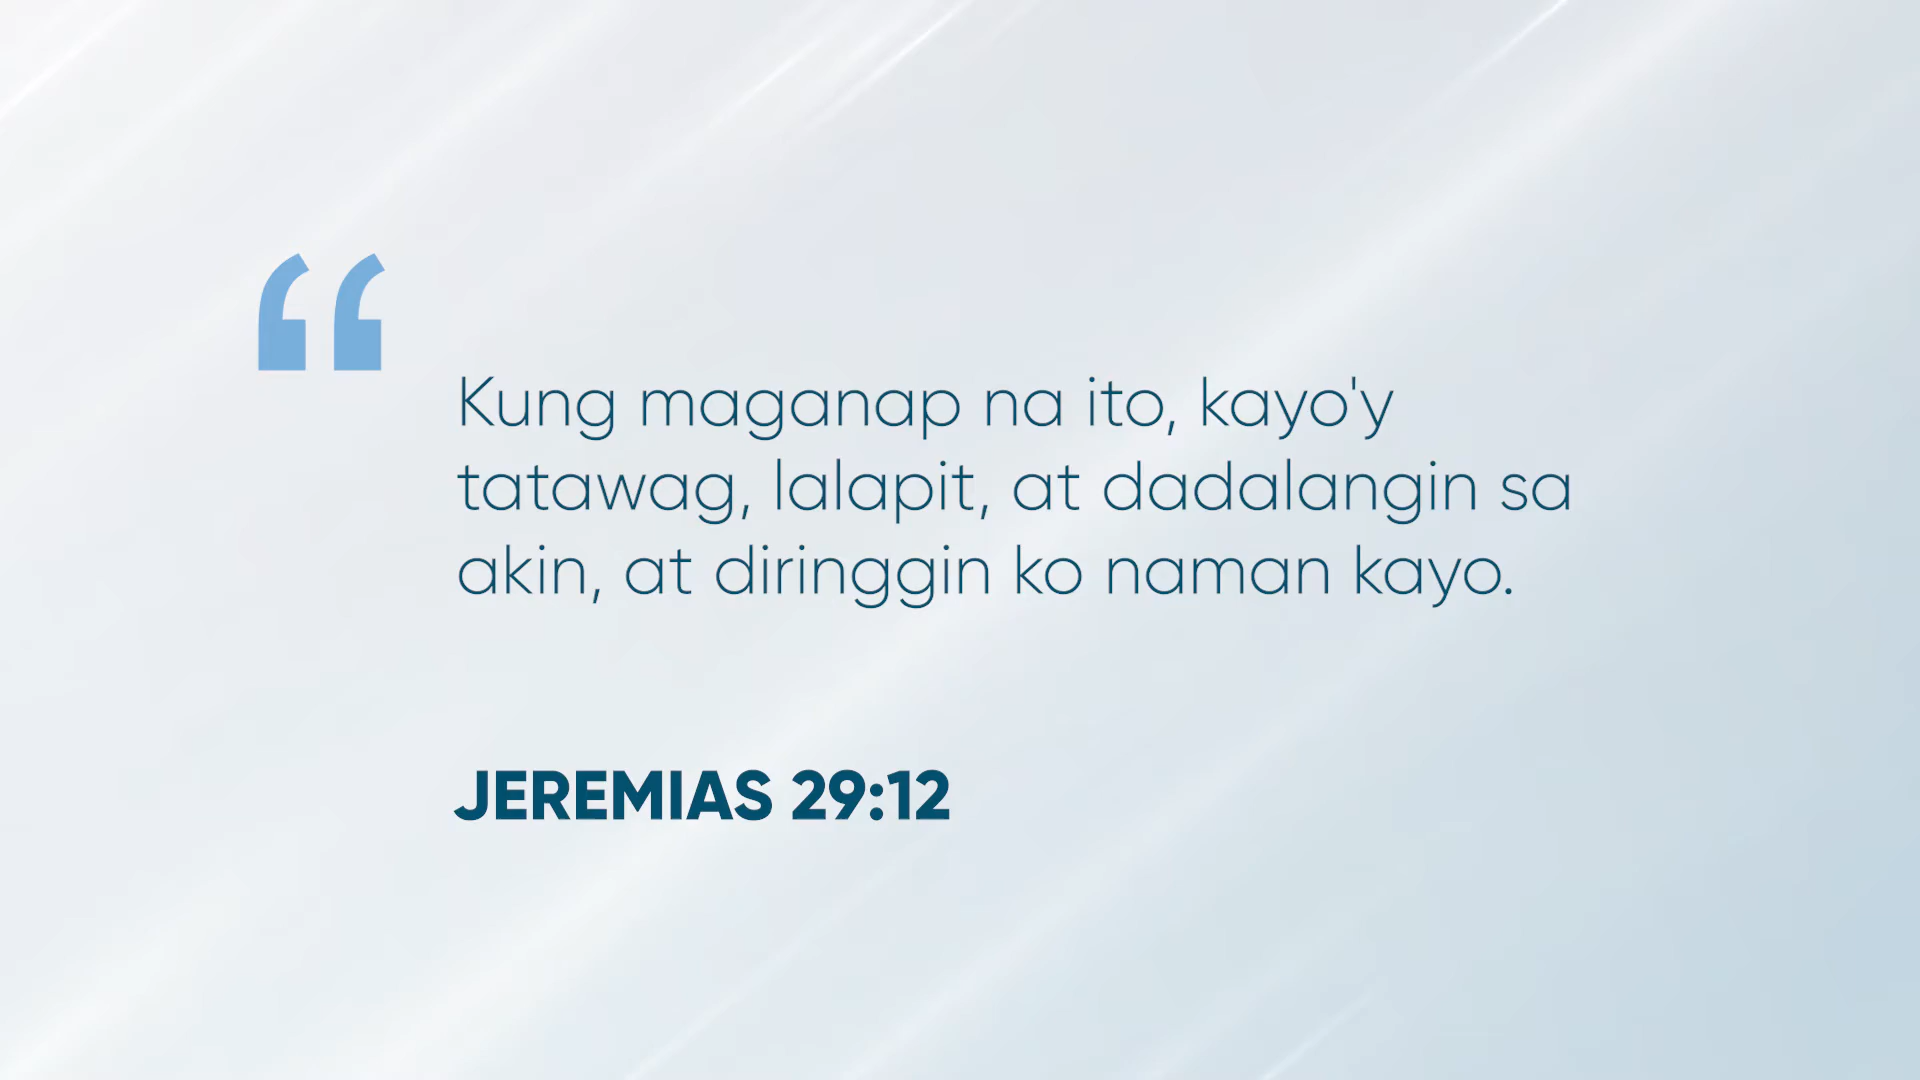 “
Kung maganap na ito, kayo'y
tatawag, lalapit, at dadalangin sa
akin, at diringgin ko naman kayo.
JEREMIAS 29:12